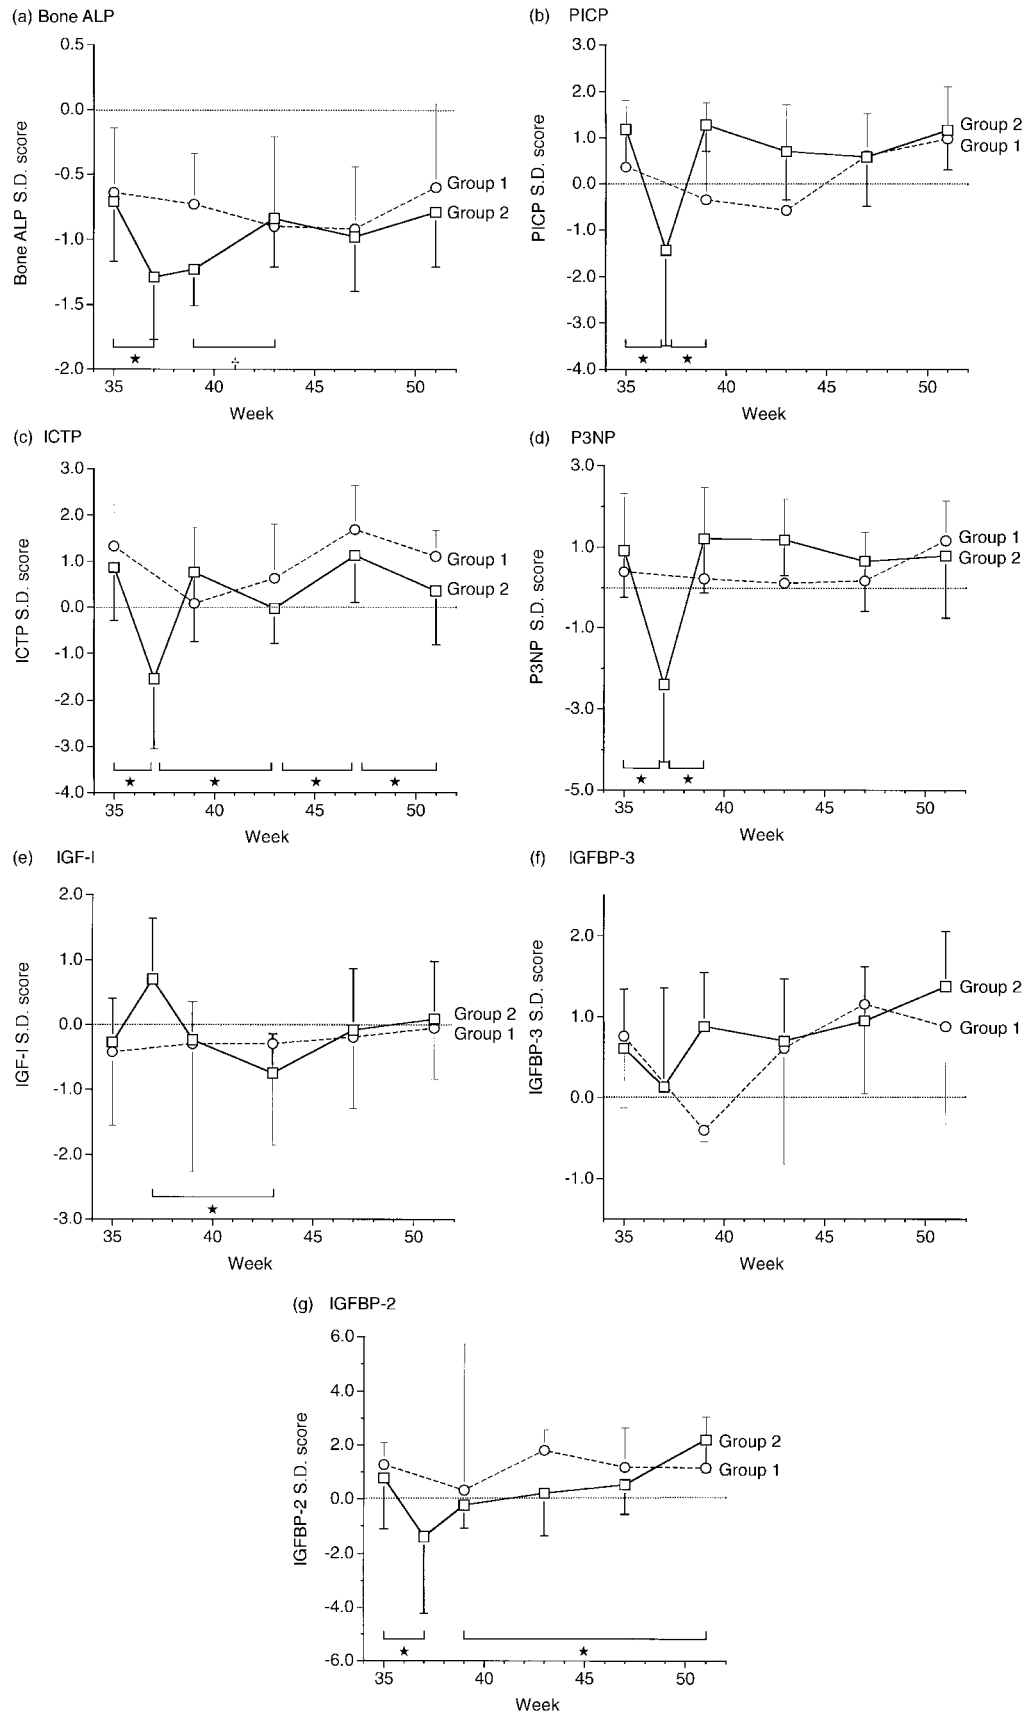 (a) Bone ALP
0.5
0.0
-0.5
-1.0
-1.5
-2.0
Bone ALP S.D. score
Group 1
Group 2
★
†
35 40 45 50
Week
(b) PICP
3.0
2.0
1.0
0.0
-1.0
-2.0
-3.0
-4.0
PICP S.D. score
Group 2
Group 1
★ ★
35 40 45 50
Week
(c) ICTP
3.0
2.0
1.0
0.0
-1.0
-2.0
-3.0
-4.0
ICTP S.D. score
Group 1
Group 2
★ ★ ★ ★
35 40 45 50
Week
(d) P3NP
3.0
1.0
-1.0
-3.0
-5.0
P3NP S.D. score
Group 1
Group 2
★ ★
35 40 45 50
Week
(e) IGF-I
2.0
1.0
0.0
-1.0
-2.0
-3.0
IGF-I S.D. score
Group 2
Group 1
★
35 40 45 50
Week
(f) IGFBP-3
2.0
1.0
0.0
-1.0
IGFBP-3 S.D. score
Group 2
Group 1
35 40 45 50
Week
(g) IGFBP-2
6.0
4.0
2.0
0.0
-2.0
-4.0
-6.0
IGFBP-2 S.D. score
Group 2
Group 1
★ ★
35 40 45 50
Week